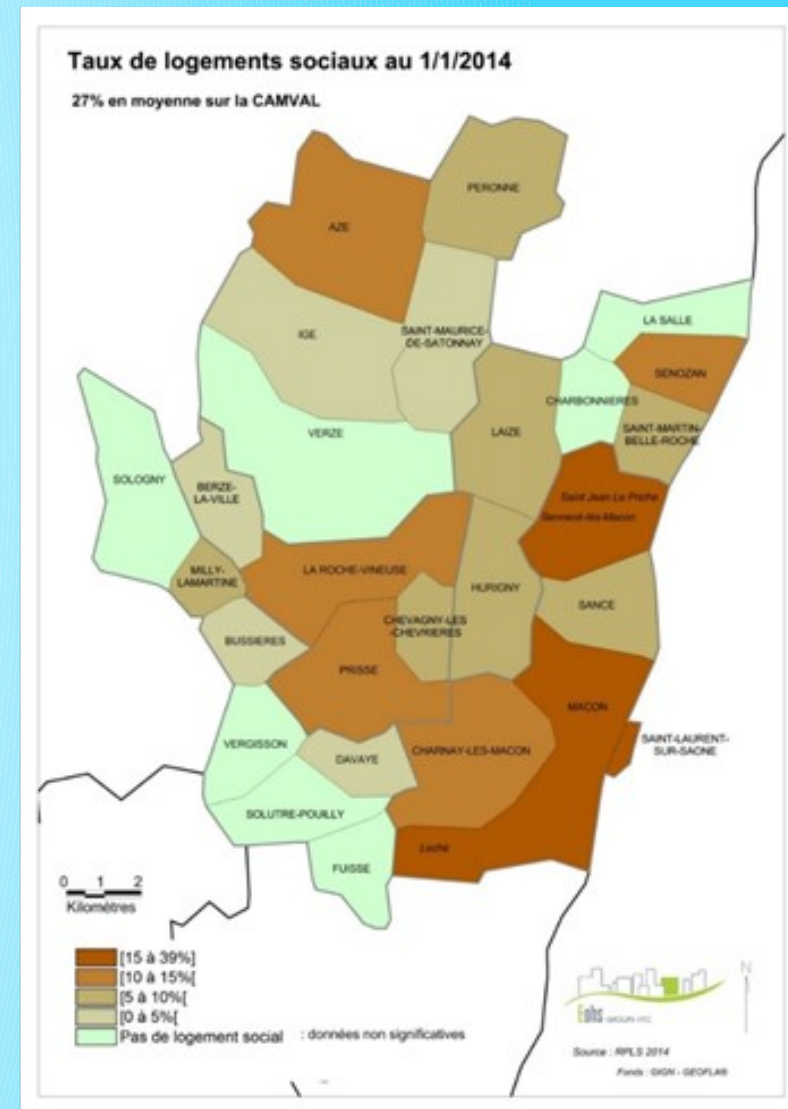 Taux de logements sociaux au 1/1/2014
27% en moyenne sur la CAMVAL
PERONNE
AZE
LA SALLE
IGE
SAINT-MAURICE-
DE-SATONNAY
SENOZAN
CHARBONNIERES
VERZE
LAIZE
SAINT-MARTIN-
BELLE-ROCHE
SOLOGNY
BERZE-
LA-VILLE
Saint Jean Le Priche
Sennecé-lès-Macon
MILLY-
LAMARTINE
LA ROCHE-VINEUSE
HURIGNY
SANCE
CHEVAGNY-LES
-CHEVRIERES
BUSSIERES
PRISSE
MACON
VERGISSON
DAVAYE
CHARNAY-LES-MACON
SAINT-LAURENT-
SUR-SAONE
SOLUTRE-POUILLY
Loché
FUISSE
0 1 2
Kilomètres
[15 à 39%]
[10 à 15%[
[5 à 10%[
[0 à 5%[
Pas de logement social : données non significatives
N
Eohs
Source : RPLS 2014
Fonds : ©IGN - GEOFLA®